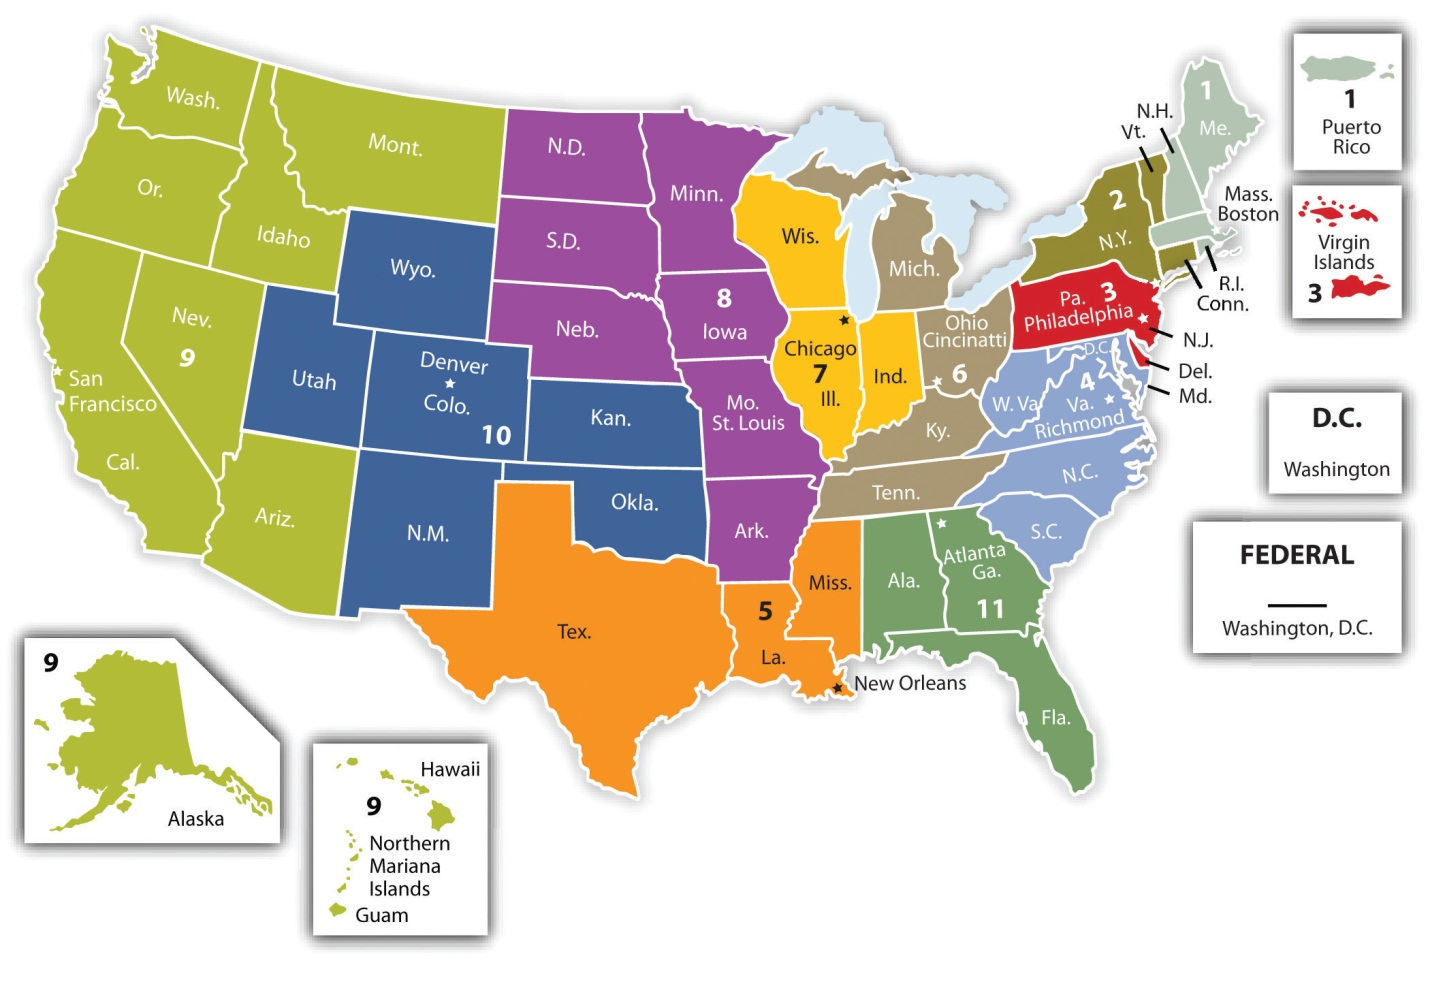 Wash.
Or.
Idaho
Mont.
Nev.
9
San
Francisco
Cal.
Ariz.
Wyo.
Utah
Denver
Colo.
10
Kan.
N.M.
Okla.
N.D.
S.D.
Neb.
Minn.
8
Iowa
Mo.
St. Louis
Ark.
Tex.
5
La.
Miss.
New Orleans
Wis.
Chicago
7
Ill.
Ind.
Mich.
Ohio
Cincinatti
6
Ky.
Tenn.
Ala.
Atlanta
Ga.
11
Fla.
S.C.
N.C.
W. Va.
4
Va.
Richmond
D.C.
Pa.
3
Philadelphia
2
N.Y.
Vt.
N.H.
1
Me.
Mass.
Boston
R.I.
Conn.
N.J.
Del.
Md.
1
Puerto
Rico
Virgin
Islands
3
D.C.
Washington
FEDERAL
Washington, D.C.
9
Alaska
Hawaii
9
Northern
Mariana
Islands
Guam